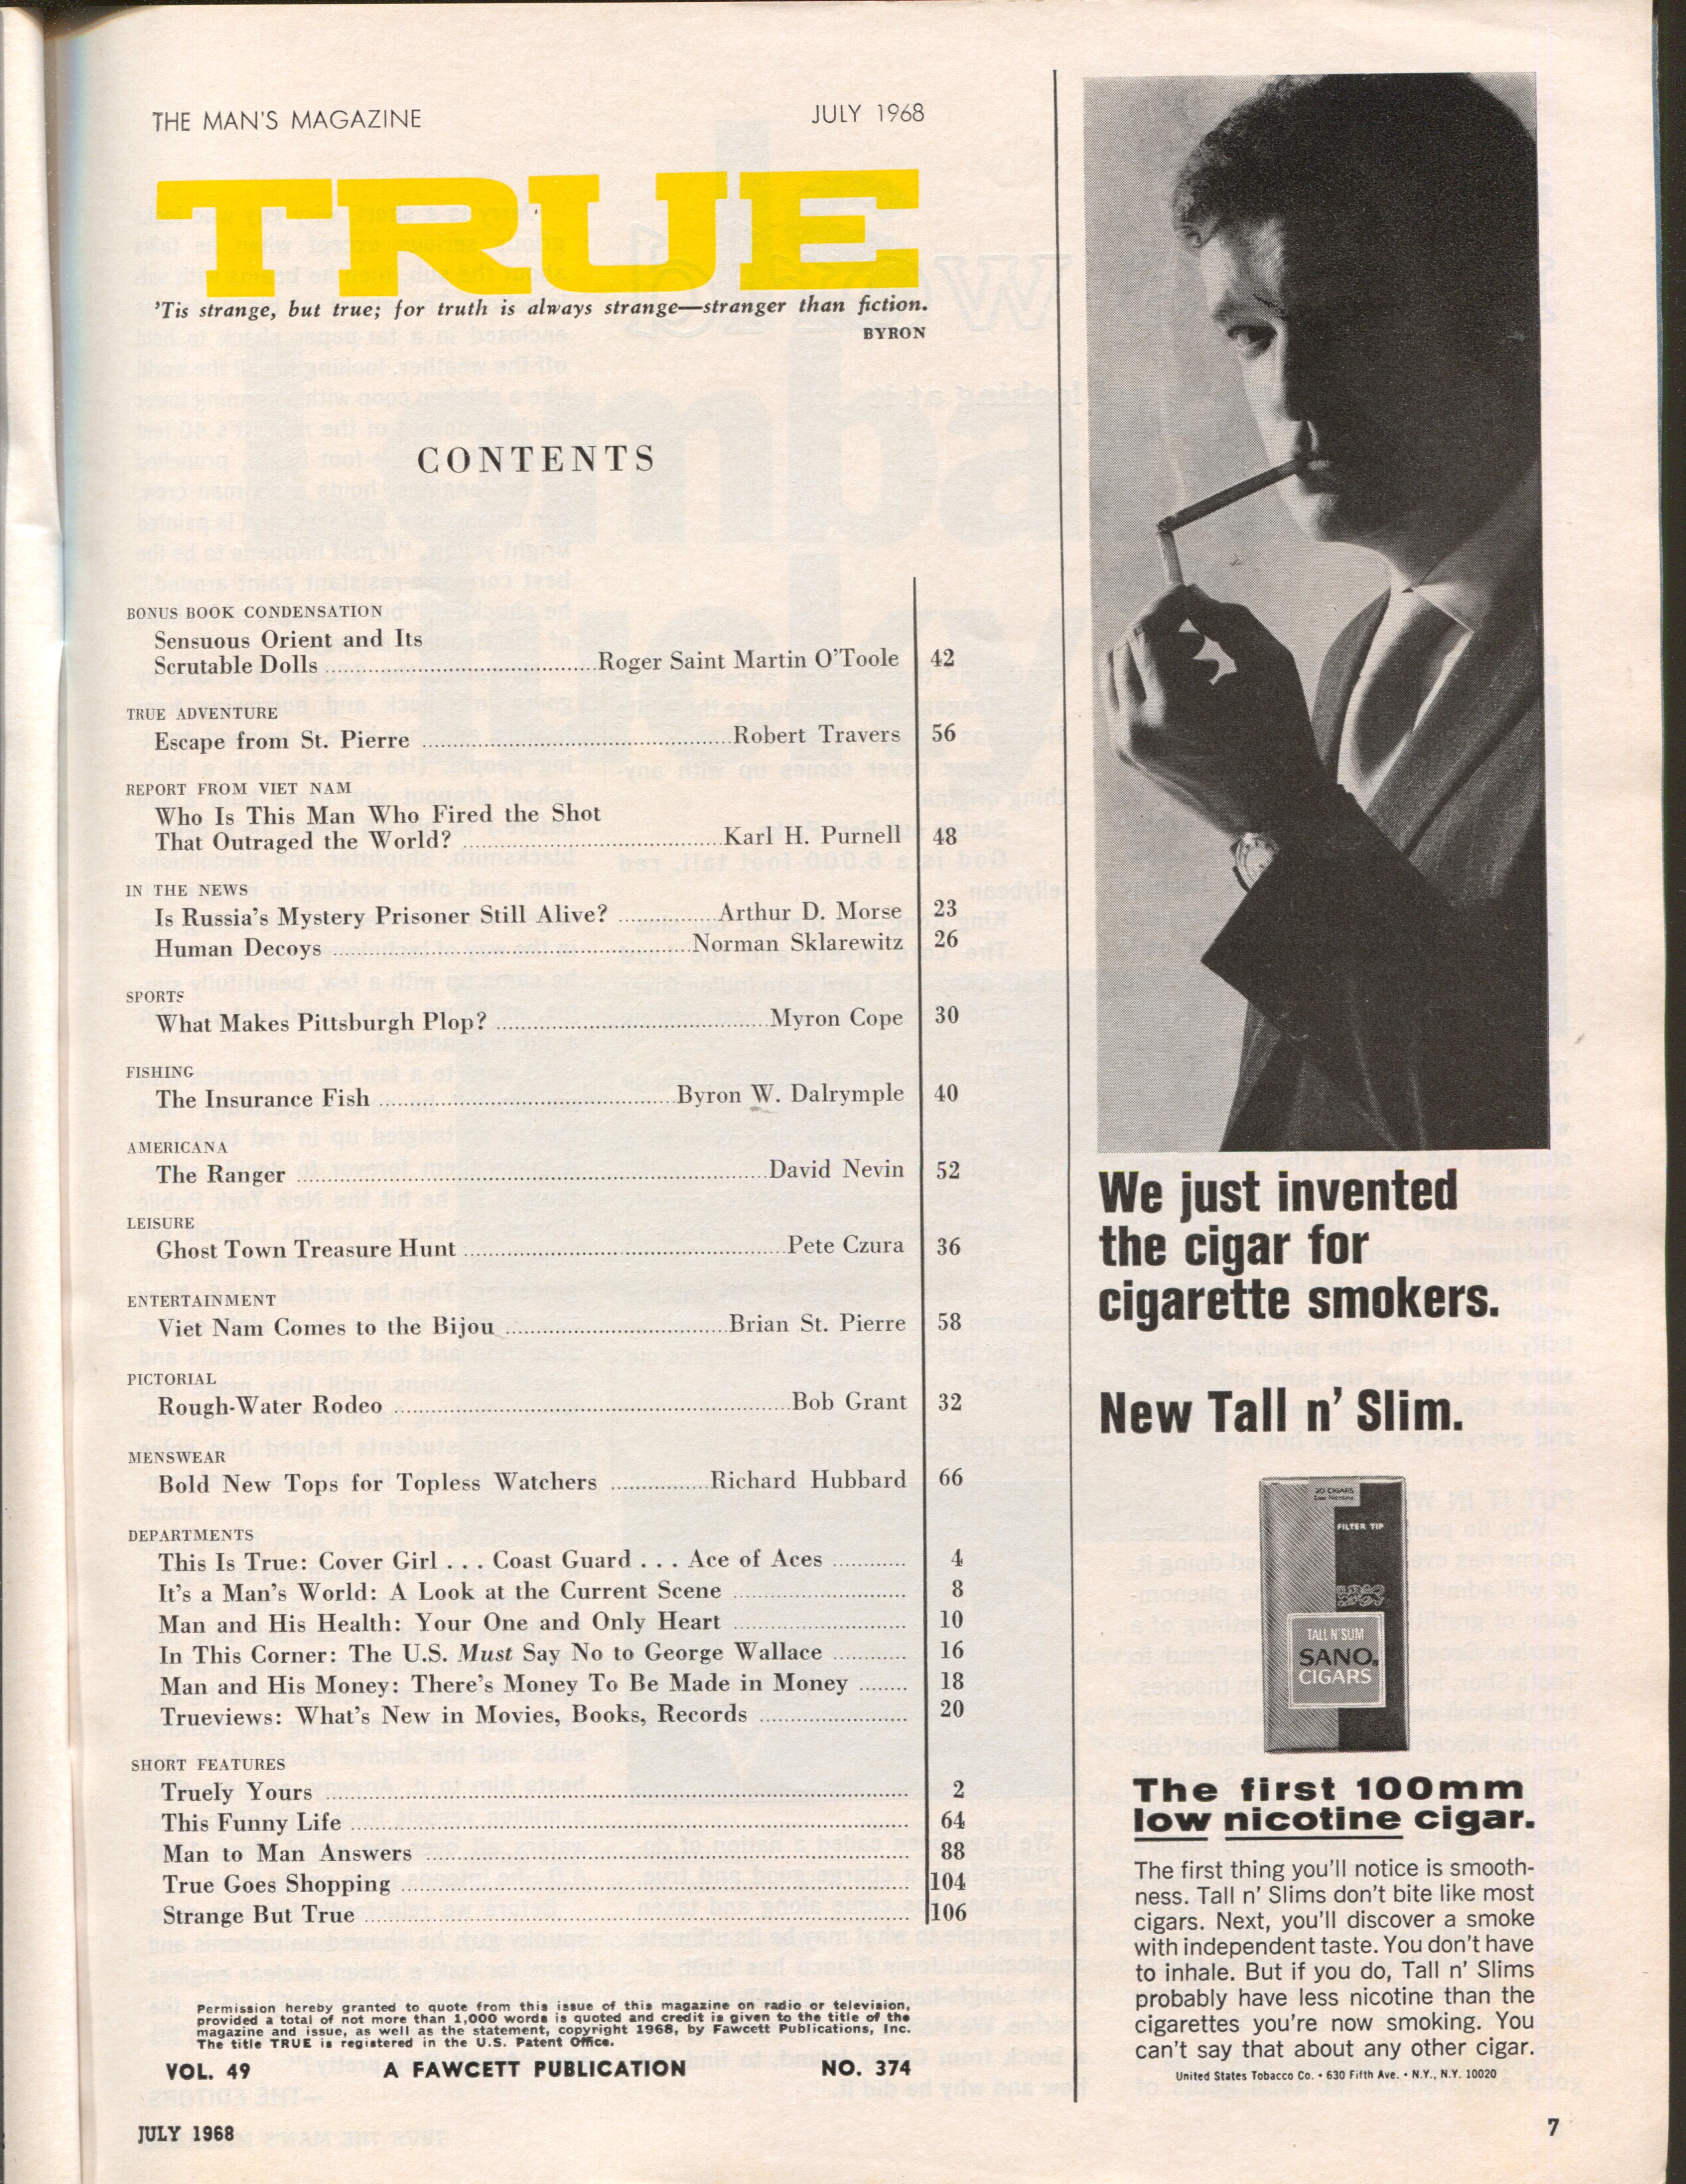 THE MAN'S MAGAZINE
JULY 1968
TRUE
'Tis strange, but true; for truth is always strange—stranger than fiction.
BYRON
CONTENTS
BONUS BOOK CONDENSATION
Sensuous Orient and Its
Scrutable Dolls ........ Roger Saint Martin O'Toole 42
TRUE ADVENTURE
Escape from St. Pierre ........ Robert Travers 56
REPORT FROM VIET NAM
Who Is This Man Who Fired the Shot
That Outraged the World? ........ Karl H. Purnell 48
IN THE NEWS
Is Russia's Mystery Prisoner Still Alive? ........ Arthur D. Morse 23
Human Decoys ........ Norman Sklarewitz 26
SPORTS
What Makes Pittsburgh Plop? ........ Myron Cope 30
FISHING
The Insurance Fish ........ Byron W. Dalrymple 40
AMERICANA
The Ranger ........ David Nevin 52
LEISURE
Ghost Town Treasure Hunt ........ Pete Czura 36
ENTERTAINMENT
Viet Nam Comes to the Bijou ........ Brian St. Pierre 58
PICTORIAL
Rough-Water Rodeo ........ Bob Grant 32
MENSWEAR
Bold New Tops for Topless Watchers ........ Richard Hubbard 66
DEPARTMENTS
This Is True: Cover Girl . . . Coast Guard . . . Ace of Aces ........ 4
It's a Man's World: A Look at the Current Scene ........ 8
Man and His Health: Your One and Only Heart ........ 10
In This Corner: The U.S. Must Say No to George Wallace ........ 16
Man and His Money: There's Money To Be Made in Money ........ 18
Trueviews: What's New in Movies, Books, Records ........ 20
SHORT FEATURES
Truely Yours ........ 2
This Funny Life ........ 64
Man to Man Answers ........ 88
True Goes Shopping ........ 104
Strange But True ........ 106
Permission hereby granted to quote from this issue of this magazine on radio or television,
provided a total of not more than 1,000 words is quoted and credit is given to the title of the
magazine and issue, as well as the statement, copyright 1968, by Fawcett Publications, Inc.
The title TRUE is registered in the U.S. Patent Office.
VOL. 49 A FAWCETT PUBLICATION NO. 374
JULY 1968
We just invented
the cigar for
cigarette smokers.
New Tall n' Slim.
20 CIGARS
Low Nicotine
FILTER TIP
TALL N' SLIM
SANO
CIGARS
The first 100mm
low nicotine cigar.
The first thing you'll notice is smooth-
ness. Tall n' Slims don't bite like most
cigars. Next, you'll discover a smoke
with independent taste. You don't have
to inhale. But if you do, Tall n' Slims
probably have less nicotine than the
cigarettes you're now smoking. You
can't say that about any other cigar.
United States Tobacco Co. • 630 Fifth Ave. • N.Y., N.Y. 10020
7